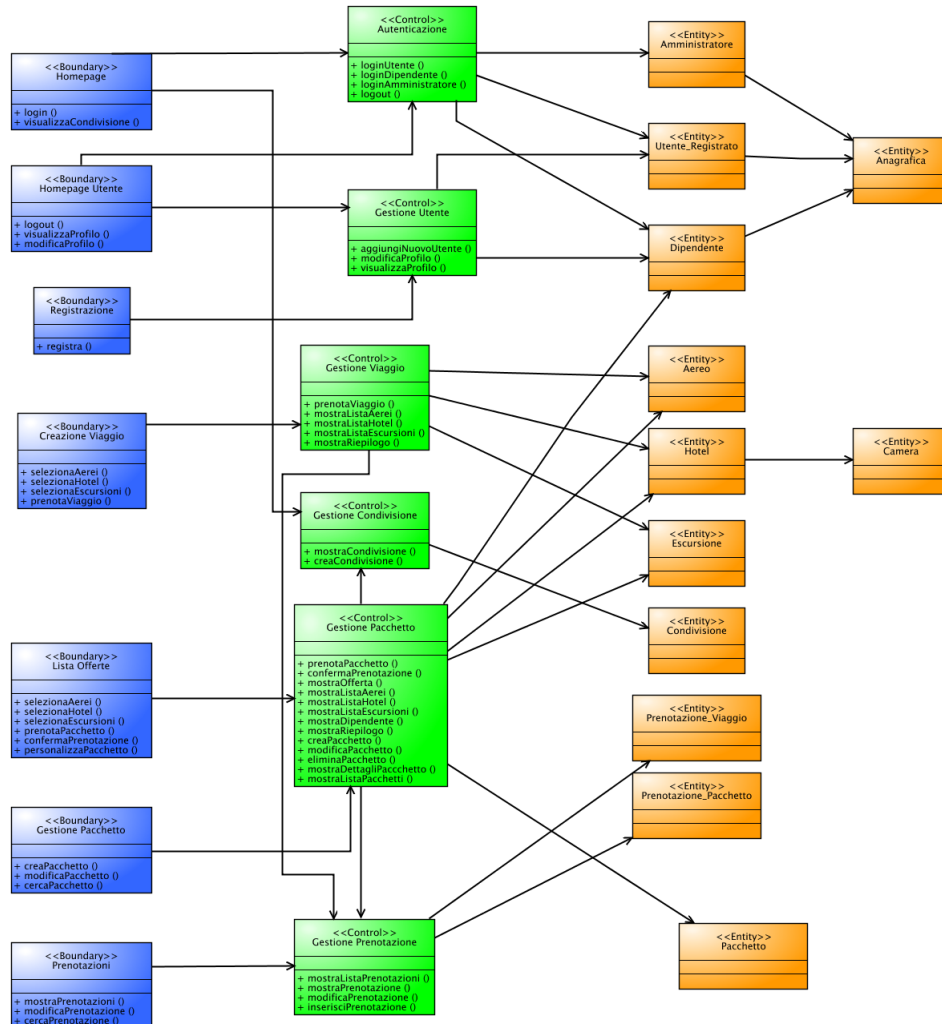 <<Boundary>>
Homepage
+ login ()
+ visualizzaCondivisione ()
<<Boundary>>
Homepage Utente
+ logout ()
+ visualizzaProfilo ()
+ modificaProfilo ()
<<Boundary>>
Registrazione
+ registra ()
<<Boundary>>
Creazione Viaggio
+ selezionaAerei ()
+ selezionaHotel ()
+ selezionaEscursioni ()
+ prenotaViaggio ()
<<Boundary>>
Lista Offerte
+ selezionaAerei ()
+ selezionaHotel ()
+ selezionaEscursioni ()
+ prenotaPacchetto ()
+ confermaPrenotazione ()
+ personalizzaPacchetto ()
<<Boundary>>
Gestione Pacchetto
+ creaPacchetto ()
+ modificaPacchetto ()
+ cercaPacchetto ()
<<Boundary>>
Prenotazioni
+ mostraPrenotazioni ()
+ modificaPrenotazione ()
+ cercaPrenotazione ()
<<Control>>
Autenticazione
+ loginUtente ()
+ loginDipendente ()
+ loginAmministratore ()
+ logout ()
<<Control>>
Gestione Utente
+ aggiungiNuovoUtente ()
+ modificaProfilo ()
+ visualizzaProfilo ()
<<Control>>
Gestione Viaggio
+ prenotaViaggio ()
+ mostraListaAerei ()
+ mostraListaHotel ()
+ mostraListaEscursioni ()
+ mostraRiepilogo ()
<<Control>>
Gestione Condivisione
+ mostraCondivisione ()
+ creaCondivisione ()
<<Control>>
Gestione Pacchetto
+ prenotaPacchetto ()
+ confermaPrenotazione ()
+ mostraOfferta ()
+ mostraListaAerei ()
+ mostraListaHotel ()
+ mostraListaEscursioni ()
+ mostraDipendente ()
+ mostraRiepilogo ()
+ creaPacchetto ()
+ modificaPacchetto ()
+ eliminaPacchetto ()
+ mostraDettagliPaccchetto ()
+ mostraListaPacchetti ()
<<Control>>
Gestione Prenotazione
+ mostraListaPrenotazioni ()
+ mostraPrenotazione ()
+ modificaPrenotazione ()
+ inserisciPrenotazione ()
<<Entity>>
Amministratore
<<Entity>>
Utente_Registrato
<<Entity>>
Dipendente
<<Entity>>
Aereo
<<Entity>>
Hotel
<<Entity>>
Escursione
<<Entity>>
Condivisione
<<Entity>>
Prenotazione_Viaggio
<<Entity>>
Prenotazione_Pacchetto
<<Entity>>
Pacchetto
<<Entity>>
Anagrafica
<<Entity>>
Camera